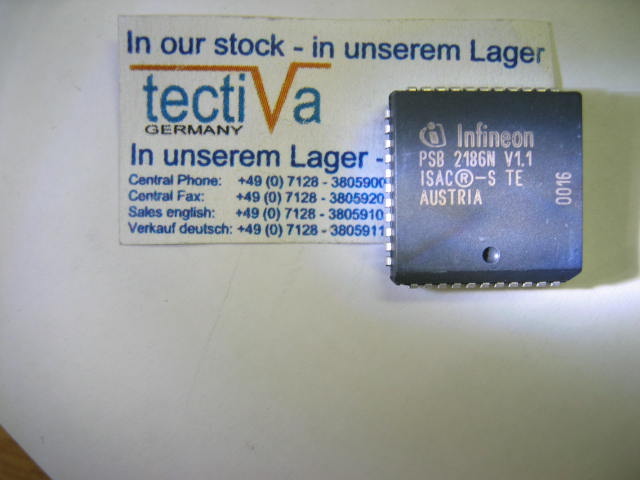 In our stock - in unserem Lager
tectiVa
GERMANY
In unserem Lager -
Central Phone: +49 (0) 7128 - 3805900
Central Fax: +49 (0) 7128 - 3805920
Sales english: +49 (0) 7128 - 3805910
Verkauf deutsch: +49 (0) 7128 - 3805911
Infineon
PSB 2186N V1.1
ISAC®-S TE
AUSTRIA
0016